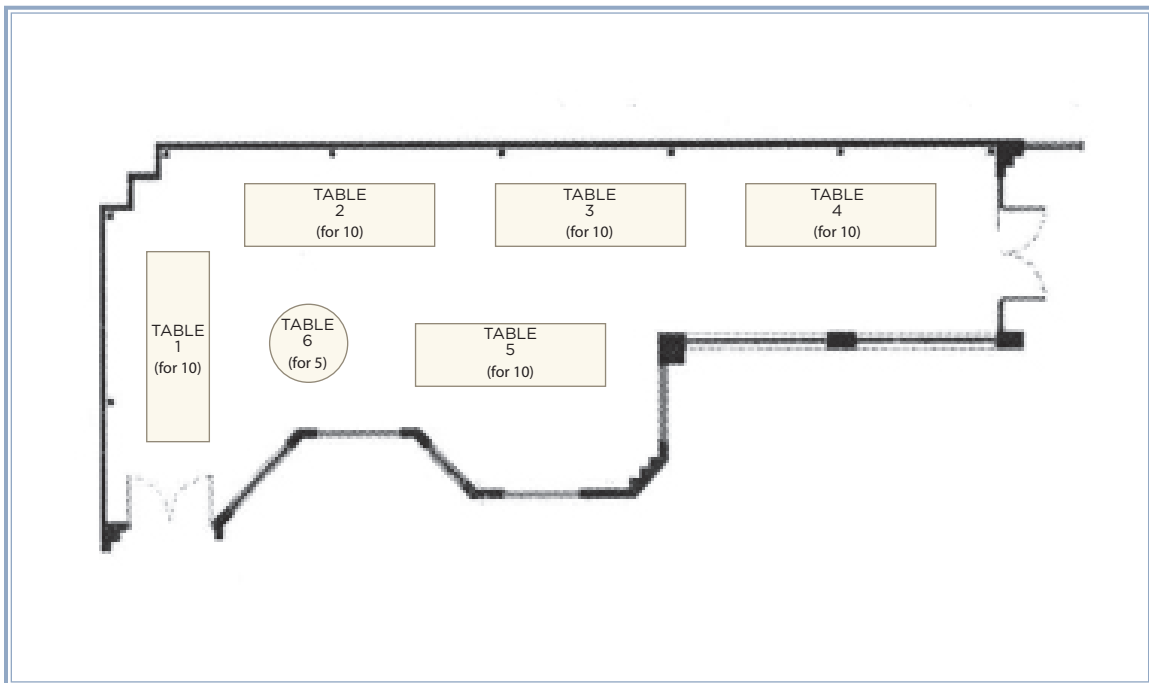 TABLE
2
(for 10)
TABLE
3
(for 10)
TABLE
4
(for 10)
TABLE
1
(for 10)
TABLE
6
(for 5)
TABLE
5
(for 10)